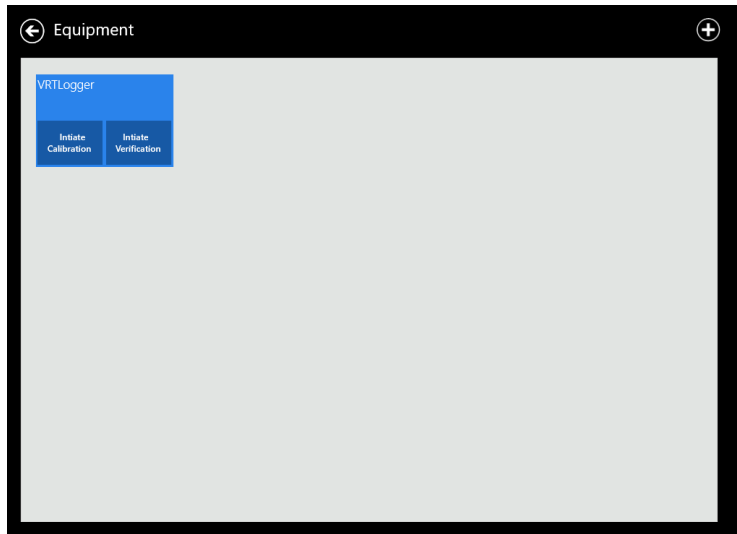 Equipment
VRTLogger
Intiate
Calibration
Intiate
Verification